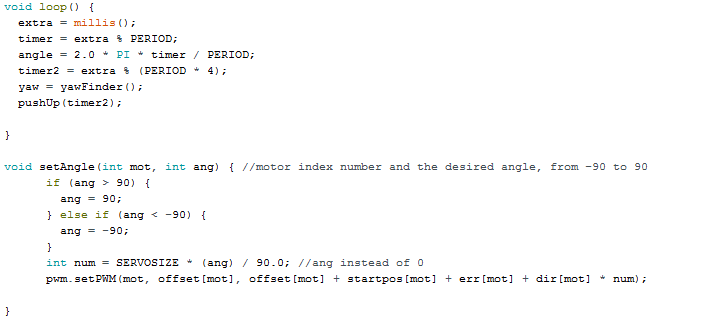 void loop() {
  extra = millis();
  timer = extra % PERIOD;
  angle = 2.0 * PI * timer / PERIOD;
  timer2 = extra % (PERIOD * 4);
  yaw = yawFinder();
  pushUp(timer2);

}

void setAngle(int mot, int ang) { //motor index number and the desired angle, from -90 to 90
      if (ang > 90) {
        ang = 90;
      } else if (ang < -90) {
        ang = -90;
      }
      int num = SERVOSIZE * (ang) / 90.0; //ang instead of 0
      pwm.setPWM(mot, offset[mot], offset[mot] + startpos[mot] + err[mot] + dir[mot] * num);

}